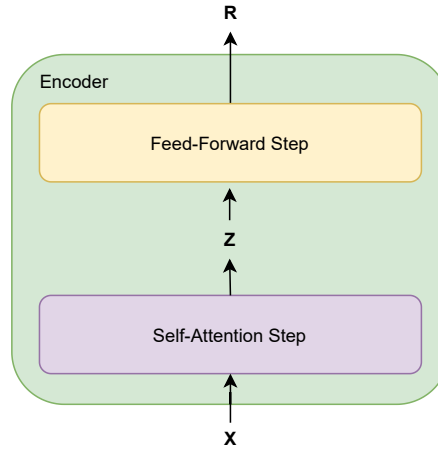 R
Encoder
Feed-Forward Step
Z
Self-Attention Step
X